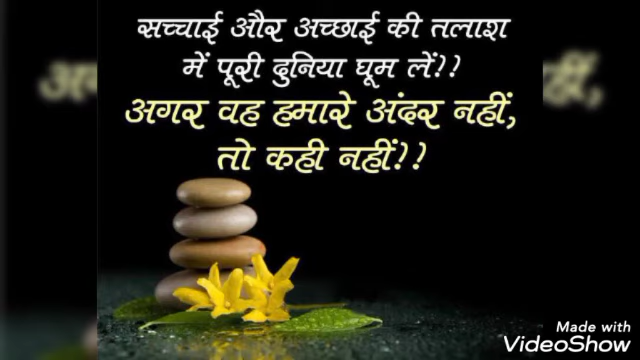 सच्चाई और अच्छाई की तलाश
में पूरी दुनिया घूम लें??
अगर वह हमारे अंदर नहीं,
तो कही नहीं??
Made with
VideoShow